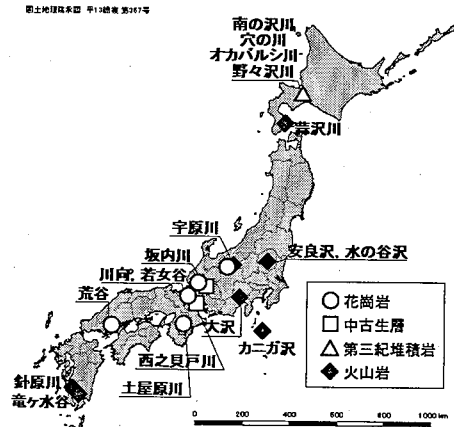 国土地理院承認 平13総複 第367号
南の沢川
穴の川
オカバルシ川
野々沢川
宇原川
坂内川
川向, 若女谷
荒谷
安良沢, 水の谷沢
大沢
カニガ沢
西之貝戸川
土屋原川
針原川
竜ヶ水谷
花崗岩
中古生層
第三紀堆積岩
火山岩
0 200 400 600 800 1000 km